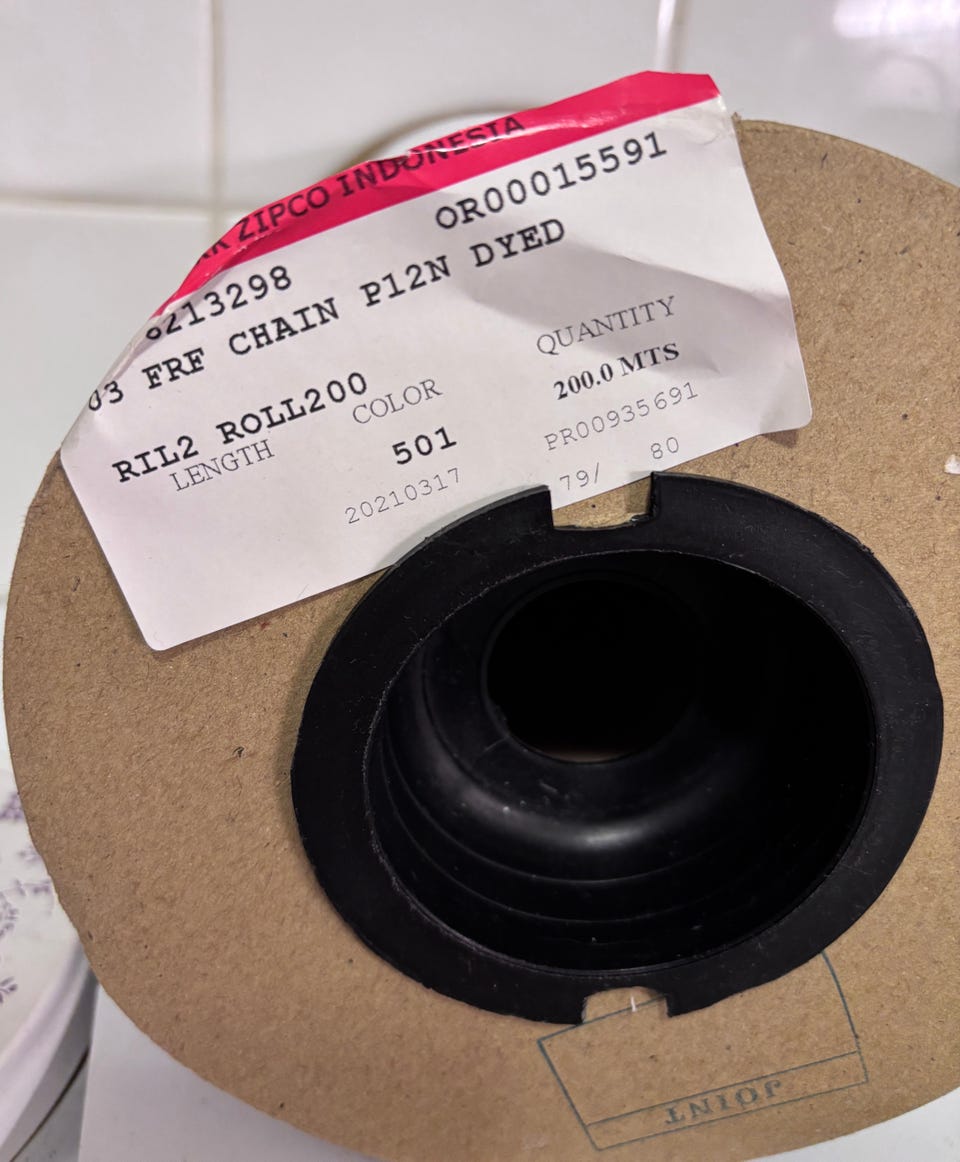 ZIPCO INDONESIA
OR00015591
8213298
03 FRF CHAIN P12N DYED
RIL2 ROLL200
LENGTH COLOR QUANTITY
501 200.0 MTS
20210317 PR00935691
79/ 80
JOINT